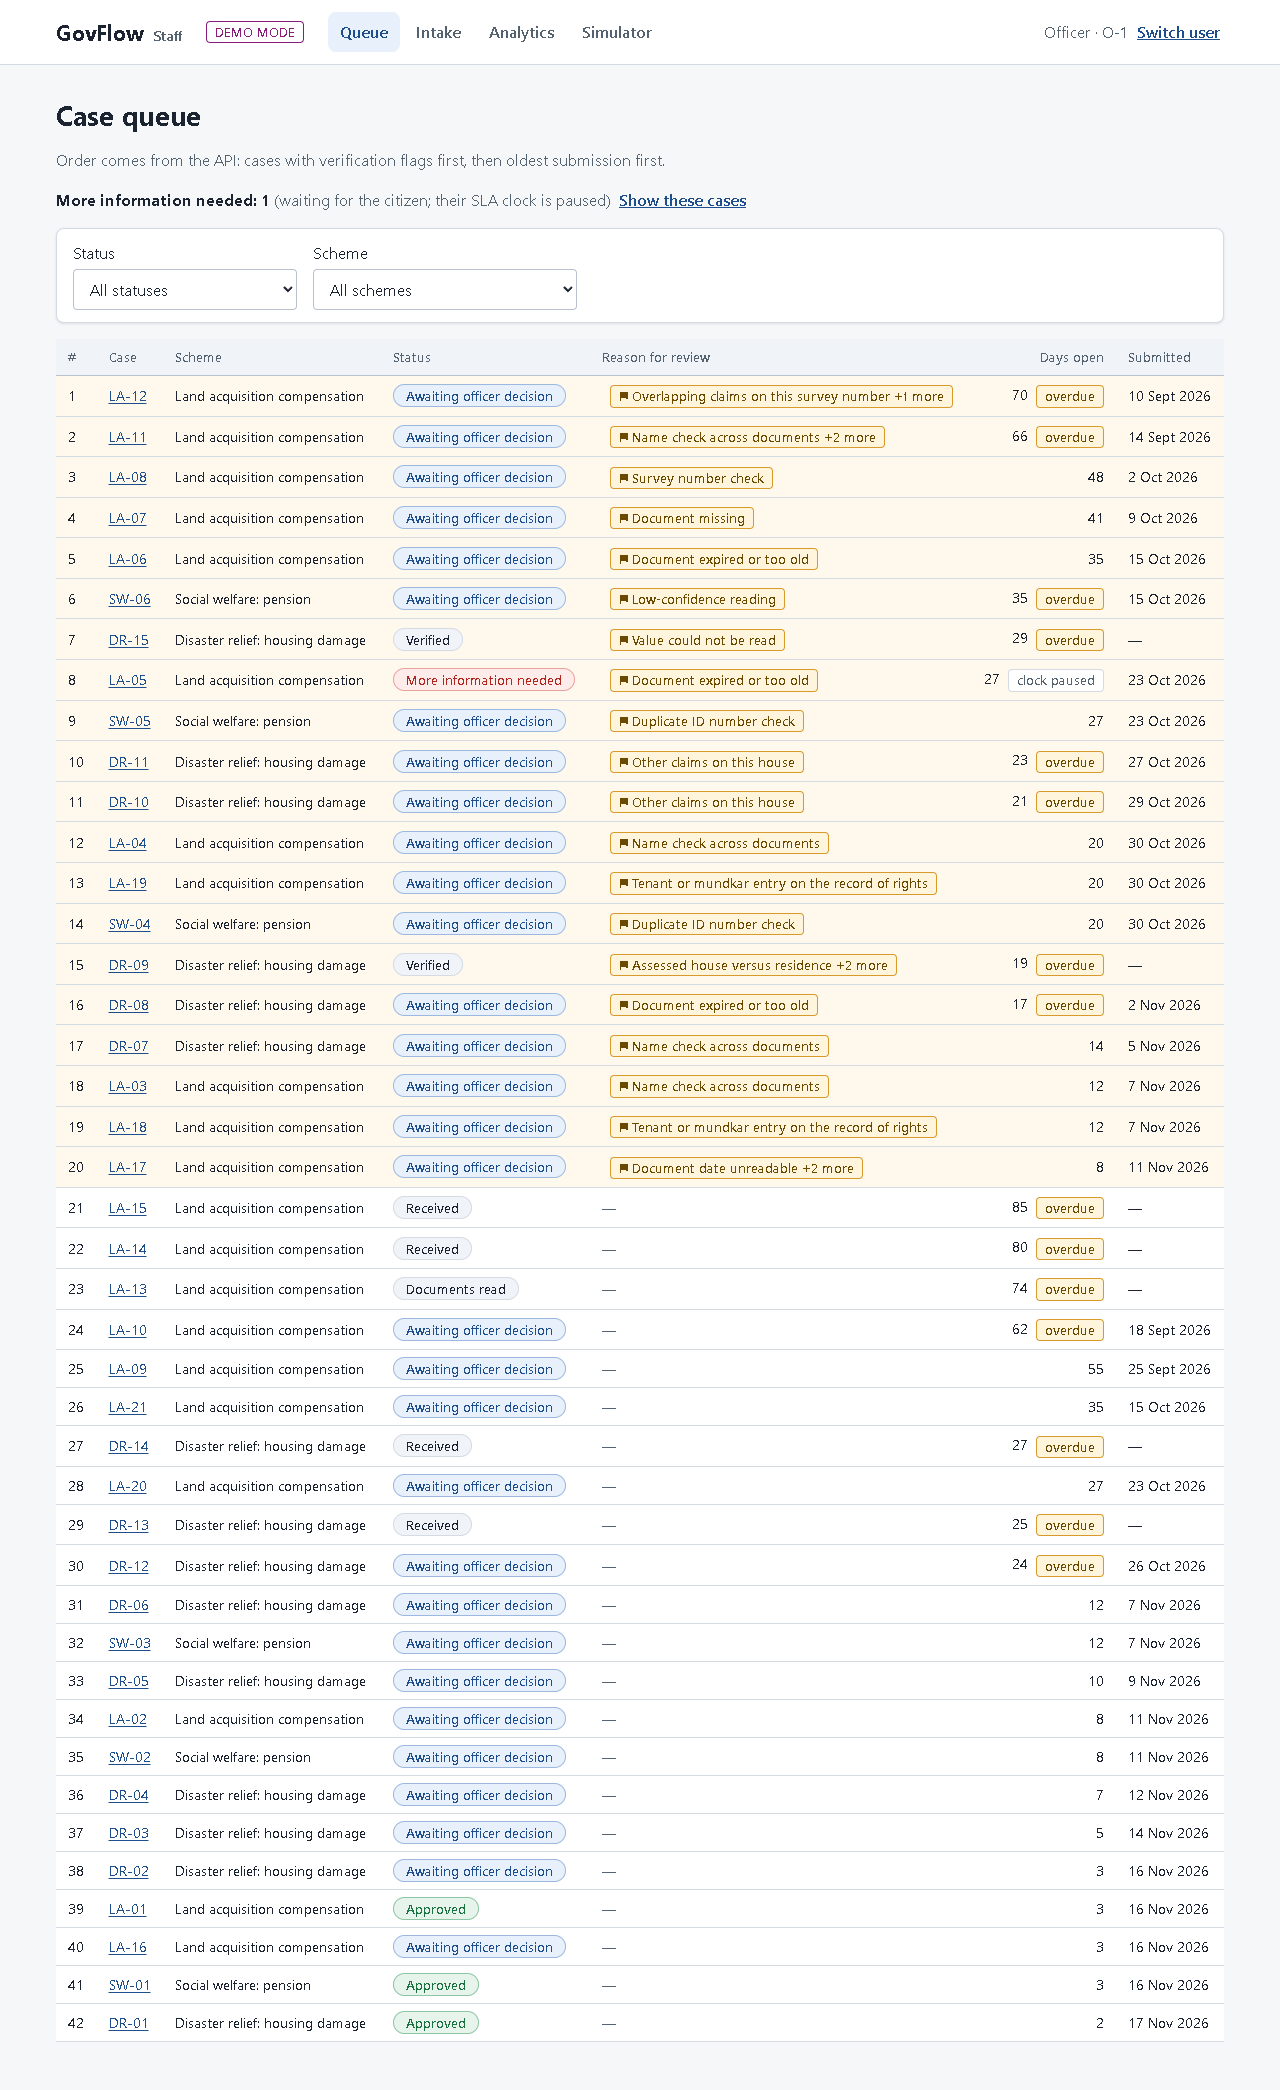 GovFlow Staff DEMO MODE Queue Intake Analytics Simulator Officer · O-1 Switch user
Case queue
Order comes from the API: cases with verification flags first, then oldest submission first.
More information needed: 1 (waiting for the citizen; their SLA clock is paused) Show these cases
Status Scheme
All statuses All schemes
# Case Scheme Status Reason for review Days open Submitted
1 LA-12 Land acquisition compensation Awaiting officer decision Overlapping claims on this survey number +1 more 70 overdue 10 Sept 2026
2 LA-11 Land acquisition compensation Awaiting officer decision Name check across documents +2 more 66 overdue 14 Sept 2026
3 LA-08 Land acquisition compensation Awaiting officer decision Survey number check 48 2 Oct 2026
4 LA-07 Land acquisition compensation Awaiting officer decision Document missing 41 9 Oct 2026
5 LA-06 Land acquisition compensation Awaiting officer decision Document expired or too old 35 15 Oct 2026
6 SW-06 Social welfare: pension Awaiting officer decision Low-confidence reading 35 overdue 15 Oct 2026
7 DR-15 Disaster relief: housing damage Verified Value could not be read 29 overdue —
8 LA-05 Land acquisition compensation More information needed Document expired or too old 27 clock paused 23 Oct 2026
9 SW-05 Social welfare: pension Awaiting officer decision Duplicate ID number check 27 23 Oct 2026
10 DR-11 Disaster relief: housing damage Awaiting officer decision Other claims on this house 23 overdue 27 Oct 2026
11 DR-10 Disaster relief: housing damage Awaiting officer decision Other claims on this house 21 overdue 29 Oct 2026
12 LA-04 Land acquisition compensation Awaiting officer decision Name check across documents 20 30 Oct 2026
13 LA-19 Land acquisition compensation Awaiting officer decision Tenant or mundkar entry on the record of rights 20 30 Oct 2026
14 SW-04 Social welfare: pension Awaiting officer decision Duplicate ID number check 20 30 Oct 2026
15 DR-09 Disaster relief: housing damage Verified Assessed house versus residence +2 more 19 overdue —
16 DR-08 Disaster relief: housing damage Awaiting officer decision Document expired or too old 17 overdue 2 Nov 2026
17 DR-07 Disaster relief: housing damage Awaiting officer decision Name check across documents 14 5 Nov 2026
18 LA-03 Land acquisition compensation Awaiting officer decision Name check across documents 12 7 Nov 2026
19 LA-18 Land acquisition compensation Awaiting officer decision Tenant or mundkar entry on the record of rights 12 7 Nov 2026
20 LA-17 Land acquisition compensation Awaiting officer decision Document date unreadable +2 more 8 11 Nov 2026
21 LA-15 Land acquisition compensation Received — 85 overdue —
22 LA-14 Land acquisition compensation Received — 80 overdue —
23 LA-13 Land acquisition compensation Documents read — 74 overdue —
24 LA-10 Land acquisition compensation Awaiting officer decision — 62 overdue 18 Sept 2026
25 LA-09 Land acquisition compensation Awaiting officer decision — 55 25 Sept 2026
26 LA-21 Land acquisition compensation Awaiting officer decision — 35 15 Oct 2026
27 DR-14 Disaster relief: housing damage Received — 27 overdue —
28 LA-20 Land acquisition compensation Awaiting officer decision — 27 23 Oct 2026
29 DR-13 Disaster relief: housing damage Received — 25 overdue —
30 DR-12 Disaster relief: housing damage Awaiting officer decision — 24 overdue 26 Oct 2026
31 DR-06 Disaster relief: housing damage Awaiting officer decision — 12 7 Nov 2026
32 SW-03 Social welfare: pension Awaiting officer decision — 12 7 Nov 2026
33 DR-05 Disaster relief: housing damage Awaiting officer decision — 10 9 Nov 2026
34 LA-02 Land acquisition compensation Awaiting officer decision — 8 11 Nov 2026
35 SW-02 Social welfare: pension Awaiting officer decision — 8 11 Nov 2026
36 DR-04 Disaster relief: housing damage Awaiting officer decision — 7 12 Nov 2026
37 DR-03 Disaster relief: housing damage Awaiting officer decision — 5 14 Nov 2026
38 DR-02 Disaster relief: housing damage Awaiting officer decision — 3 16 Nov 2026
39 LA-01 Land acquisition compensation Approved — 3 16 Nov 2026
40 LA-16 Land acquisition compensation Awaiting officer decision — 3 16 Nov 2026
41 SW-01 Social welfare: pension Approved — 3 16 Nov 2026
42 DR-01 Disaster relief: housing damage Approved — 2 17 Nov 2026